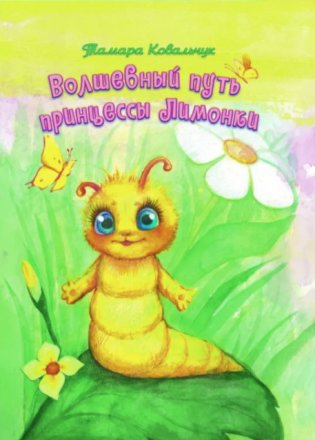 Тамара Ковальчук
Волшебный путь
принцессы Лимонки